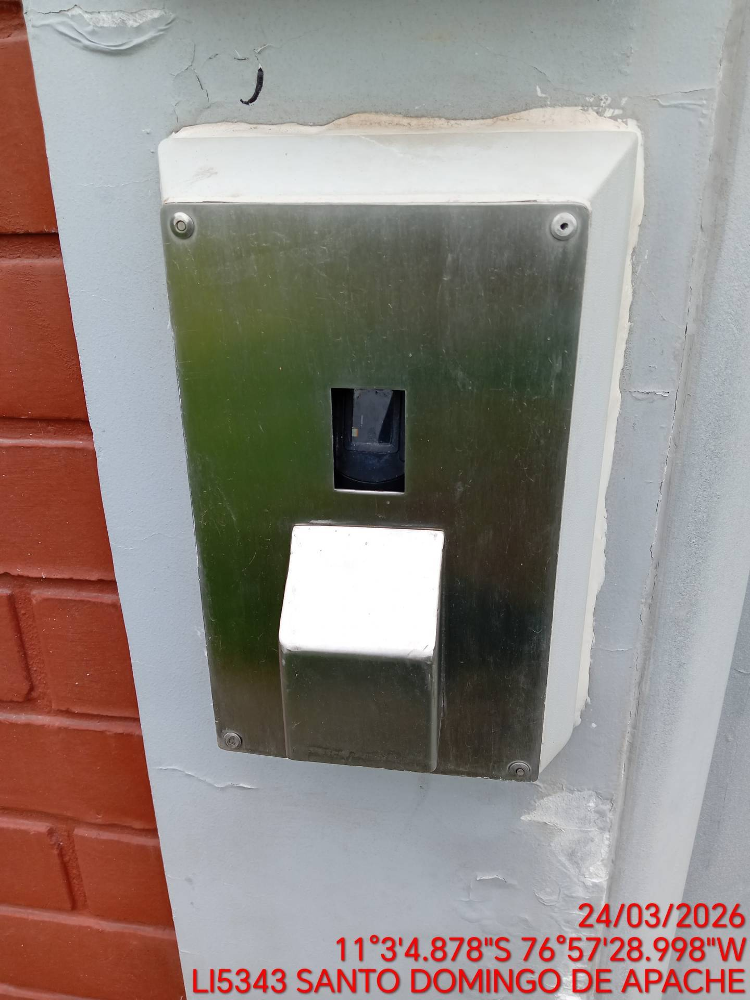 24/03/2026
11°3'4.878"S 76°57'28.998"W
LI5343 SANTO DOMINGO DE APACHE